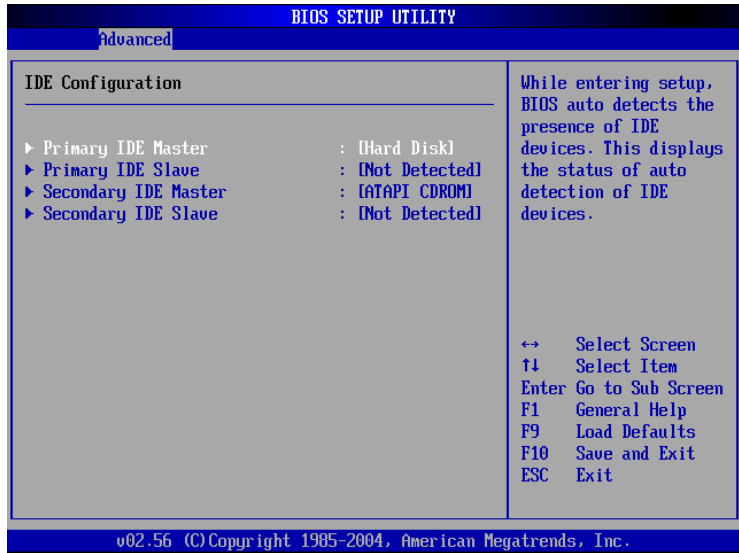 BIOS SETUP UTILITY
Advanced
IDE Configuration
▶ Primary IDE Master : [Hard Disk]
▶ Primary IDE Slave : [Not Detected]
▶ Secondary IDE Master : [ATAPI CDROM]
▶ Secondary IDE Slave : [Not Detected]
While entering setup,
BIOS auto detects the
presence of IDE
devices. This displays
the status of auto
detection of IDE
devices.
↔ Select Screen
↑↓ Select Item
Enter Go to Sub Screen
F1 General Help
F9 Load Defaults
F10 Save and Exit
ESC Exit
v02.56 (C)Copyright 1985-2004, American Megatrends, Inc.